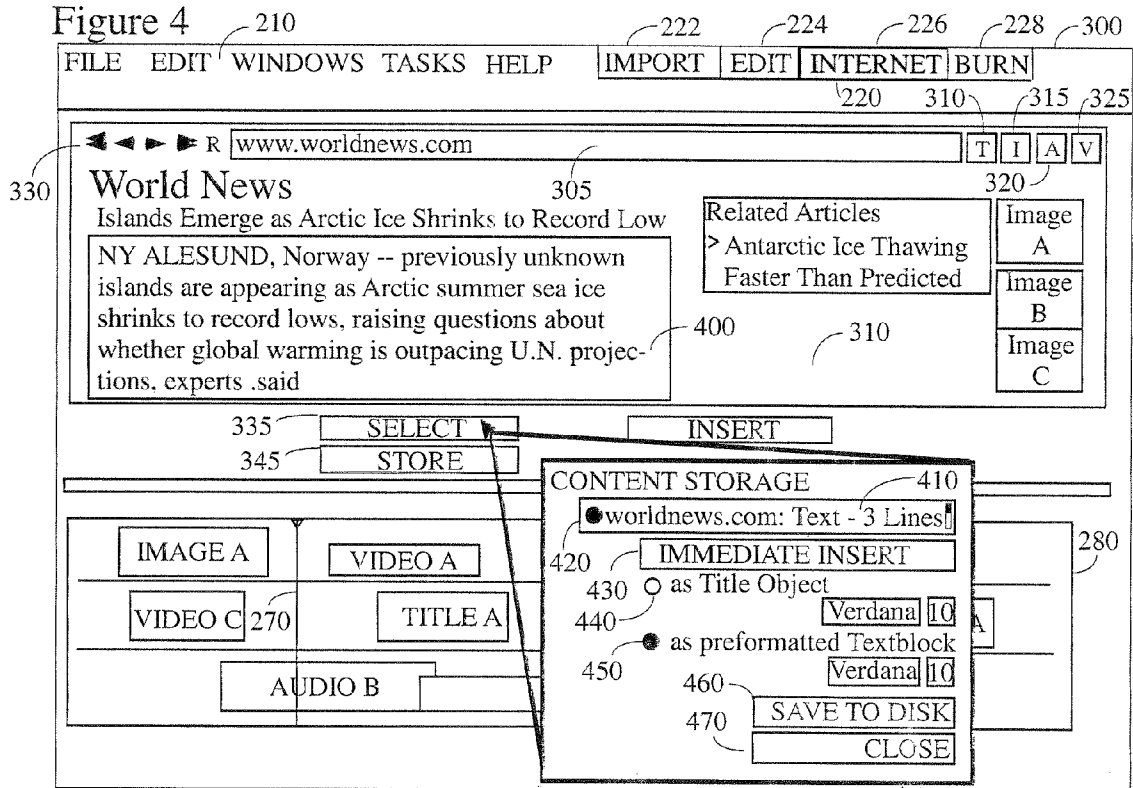 Figure 4
210 222 224 226 228 300
FILE EDIT WINDOWS TASKS HELP IMPORT EDIT INTERNET BURN
220 310 315 325
R www.worldnews.com T I A V
330 305 320
World News
Islands Emerge as Arctic Ice Shrinks to Record Low
NY ALESUND, Norway -- previously unknown
islands are appearing as Arctic summer sea ice
shrinks to record lows, raising questions about
whether global warming is outpacing U.N. projec-
tions, experts .said
400
Related Articles
> Antarctic Ice Thawing
Faster Than Predicted
310
Image
A
Image
B
Image
C
335 SELECT INSERT
345 STORE
CONTENT STORAGE 410
worldnews.com: Text - 3 Lines
420
430 IMMEDIATE INSERT
as Title Object
440 Verdana 10
as preformatted Textblock
450 Verdana 10
460 SAVE TO DISK
470 CLOSE
280
IMAGE A VIDEO A
VIDEO C 270 TITLE A A
AUDIO B